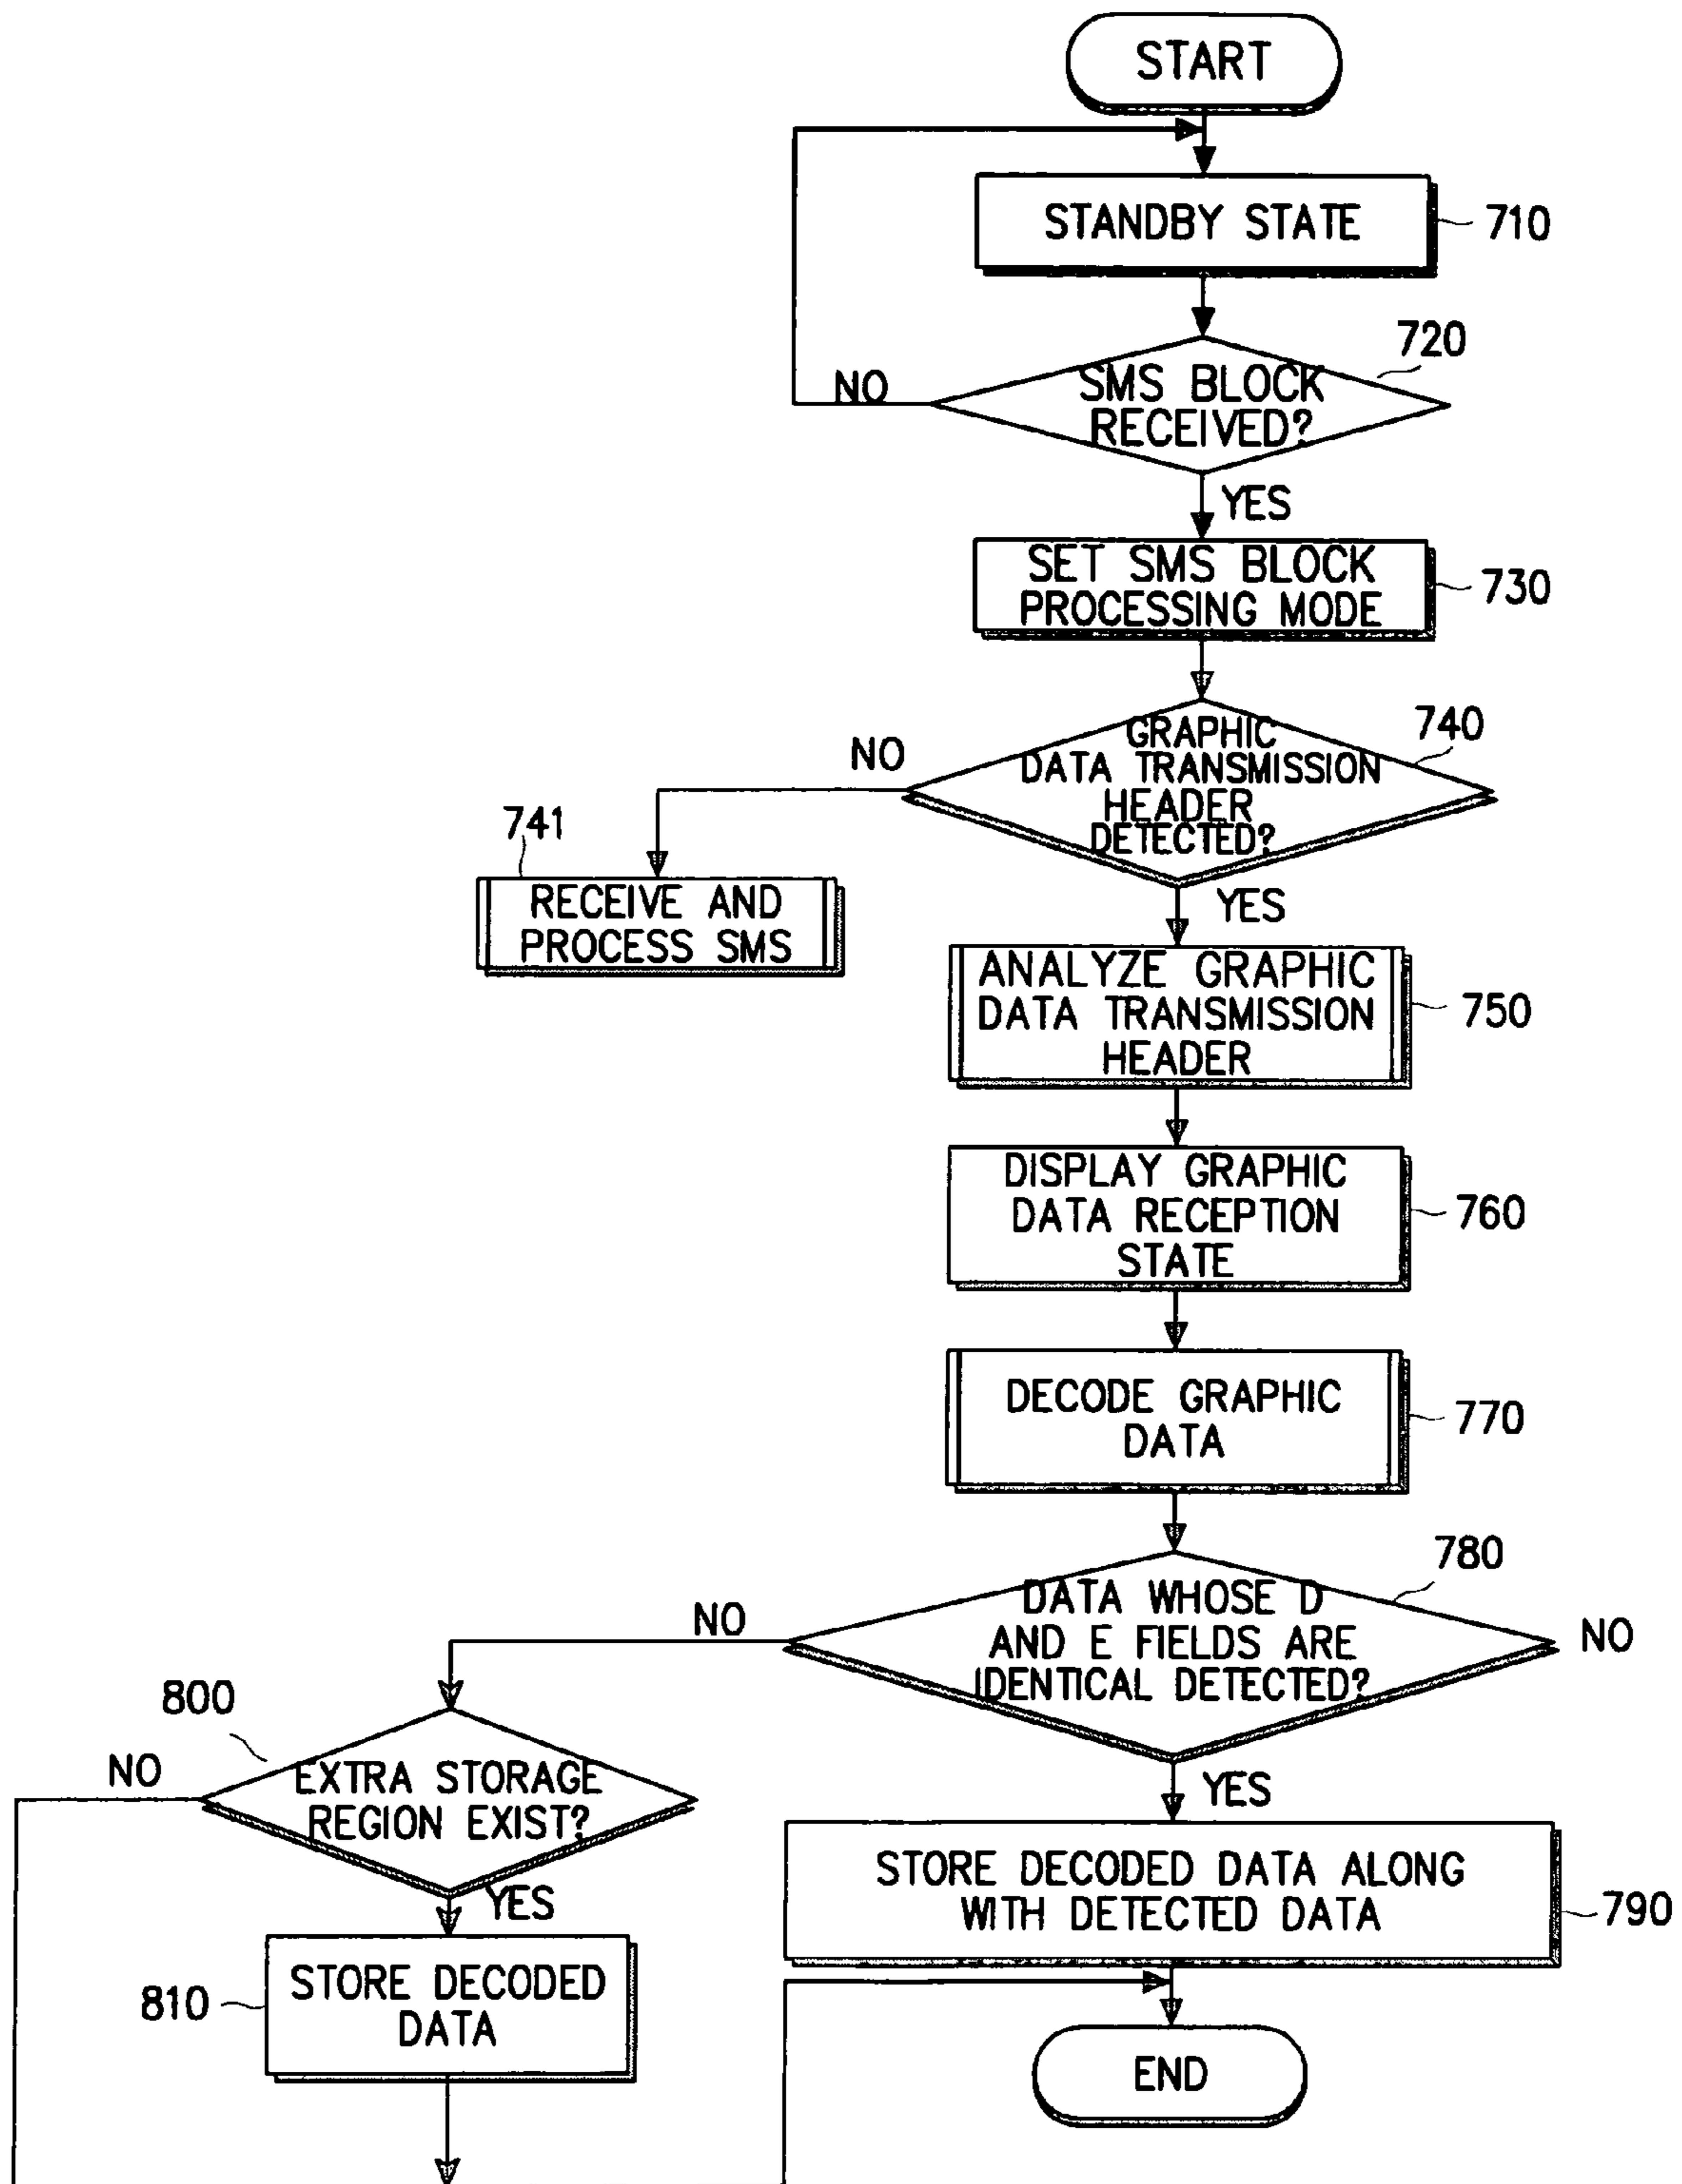 START
STANDBY STATE
710
720
NO
SMS BLOCK
RECEIVED?
YES
SET SMS BLOCK
PROCESSING MODE
730
740
NO
GRAPHIC
DATA TRANSMISSION
HEADER
DETECTED?
741
RECEIVE AND
PROCESS SMS
YES
ANALYZE GRAPHIC
DATA TRANSMISSION
HEADER
750
DISPLAY GRAPHIC
DATA RECEPTION
STATE
760
DECODE GRAPHIC
DATA
770
780
NO
DATA WHOSE D
AND E FIELDS ARE
IDENTICAL DETECTED?
NO
800
NO
EXTRA STORAGE
REGION EXIST?
YES
YES
STORE DECODED DATA ALONG
WITH DETECTED DATA
790
810
STORE DECODED
DATA
END